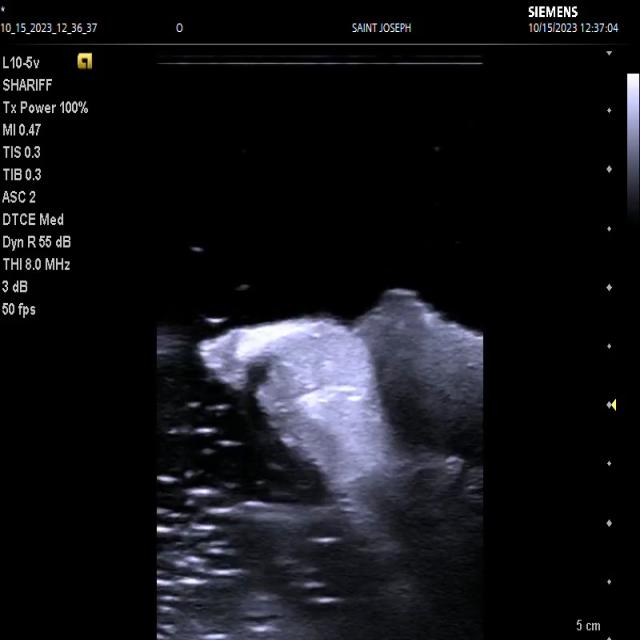 *
SIEMENS
10_15_2023_12_36_37
O
SAINT JOSEPH
10/15/2023 12:37:04
L10-5v
SHARIFF
Tx Power 100%
MI 0.47
TIS 0.3
TIB 0.3
ASC 2
DTCE Med
Dyn R 55 dB
THI 8.0 MHz
3 dB
50 fps
5 cm